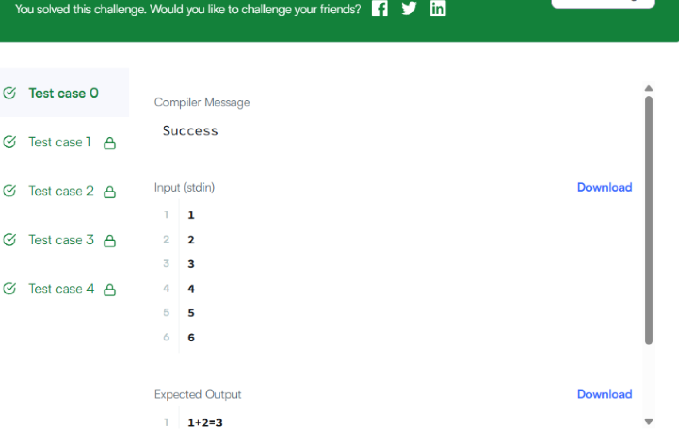 You solved this challenge. Would you like to challenge your friends?
Test case 0
Test case 1
Test case 2
Test case 3
Test case 4
Compiler Message
Success
Input (stdin)
Download
1 1
2 2
3 3
4 4
5 5
6 6
Expected Output
Download
1 1+2=3